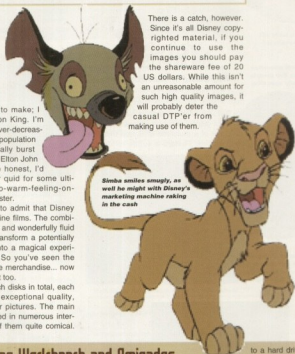 There is a catch, however.
Since it's all Disney copy-
righted material, if you
continue to use the
images you should pay
the shareware fee of 20
US dollars. While this isn't
an unreasonable amount for
such high quality images, it
will probably deter the
casual DTP'er from
making use of them.
to make; I
on King. I'm
ver-decreas-
population
ally burst
Elton John
e honest, I'd
quid for some ulti-
o-warm-feeling-on-
ster.
to admit that Disney
ine films. The combi-
and wonderfully fluid
ransform a potentially
nto a magical experi-
So you've seen the
e merchandise... now
t too.
h disks in total, each
exceptional quality,
r pictures. The main
ed in numerous inter-
f them quite comical.
Simba smiles smugly, as
well he might with Disney's
marketing machine raking
in the cash
Workbench and Amigados
to a hard dri